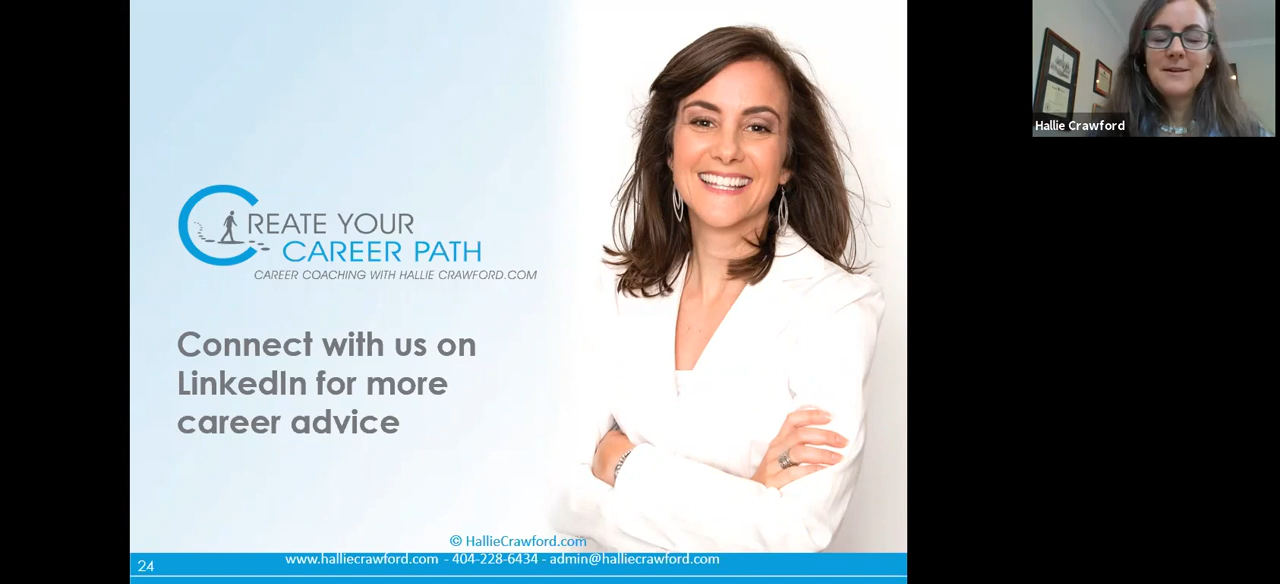 CREATE YOUR
CAREER PATH
CAREER COACHING WITH HALLIE CRAWFORD.COM
Connect with us on
LinkedIn for more
career advice
© HallieCrawford.com
www.halliecrawford.com - 404-228-6434 - admin@halliecrawford.com
24
Hallie Crawford